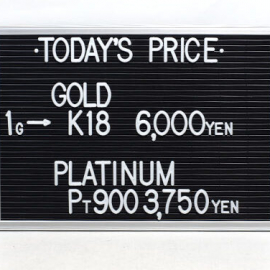 ·TODAY'S PRICE·
GOLD
1G→ K18 6,000YEN
PLATINUM
PT900 3,750YEN